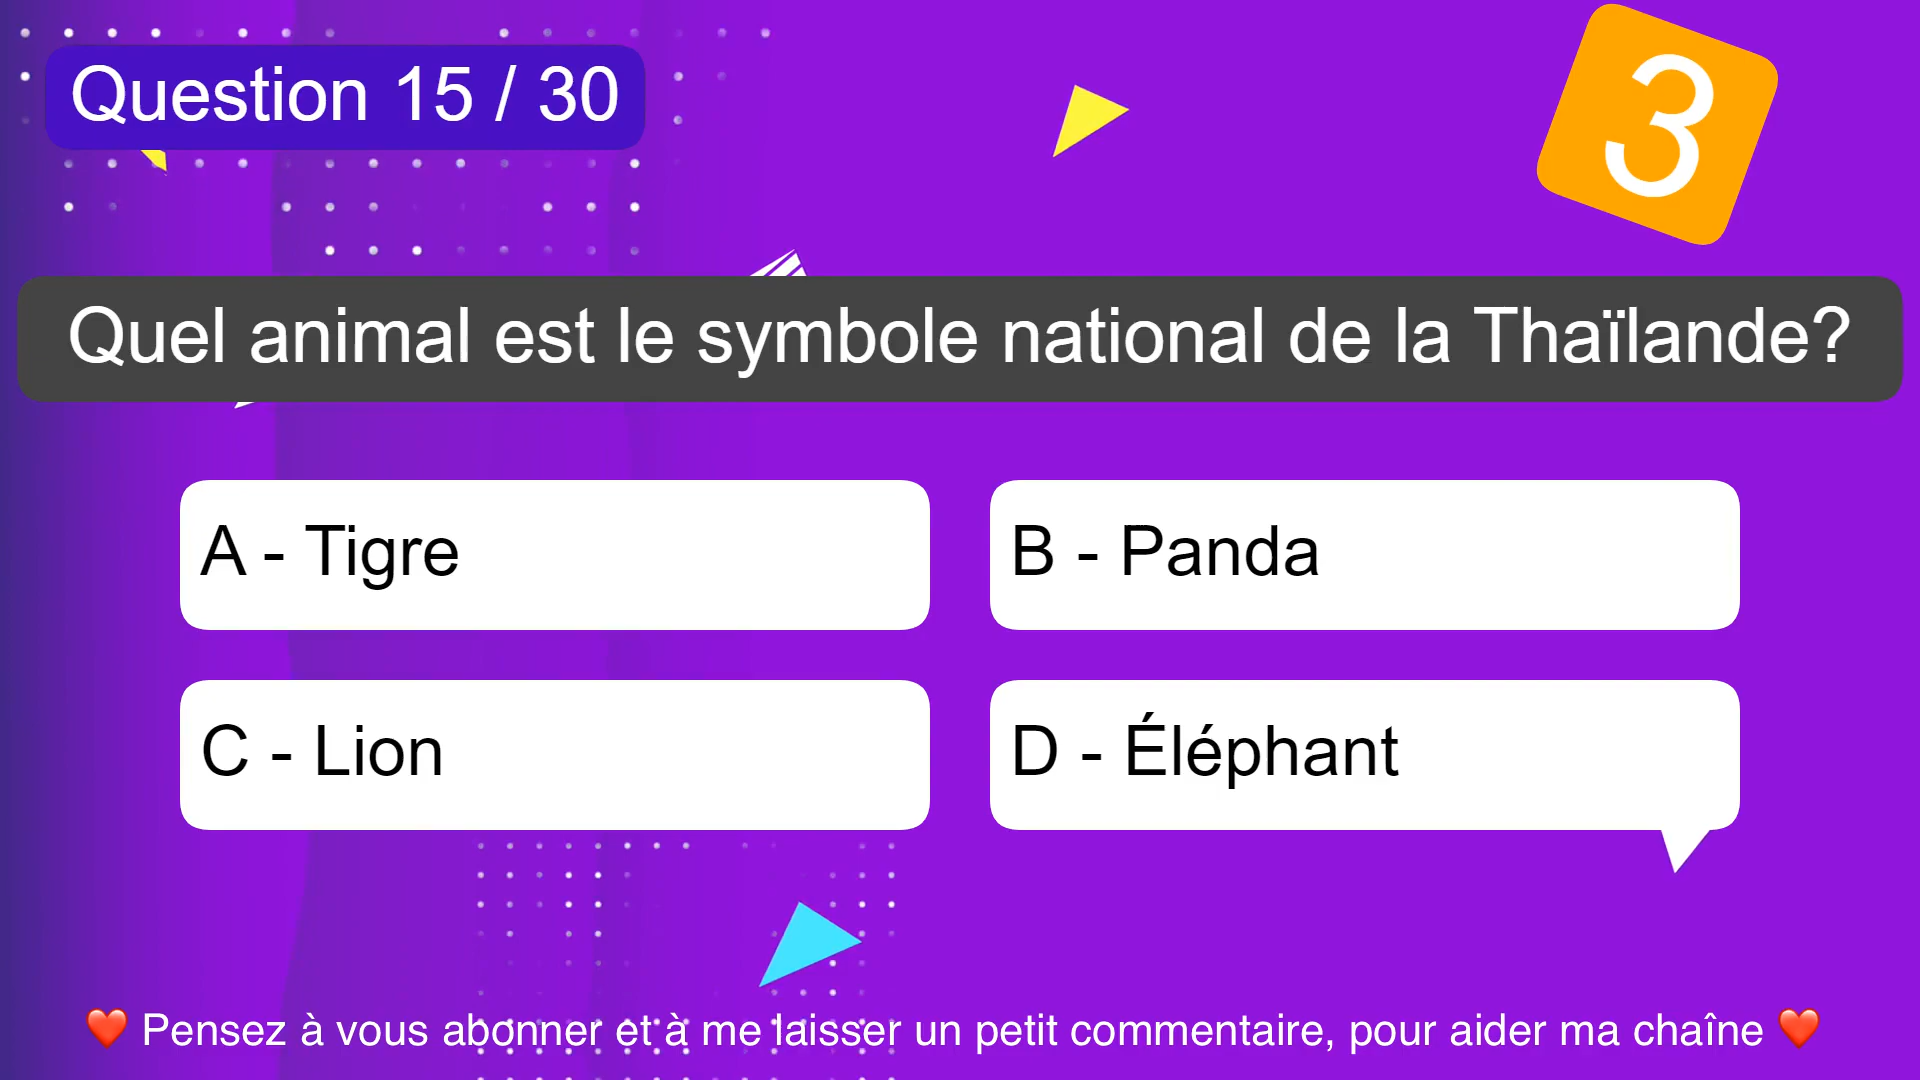 Question 15 / 30
3
Quel animal est le symbole national de la Thaïlande?
A - Tigre
B - Panda
C - Lion
D - Éléphant
❤️ Pensez à vous abonner et à me laisser un petit commentaire, pour aider ma chaîne ❤️